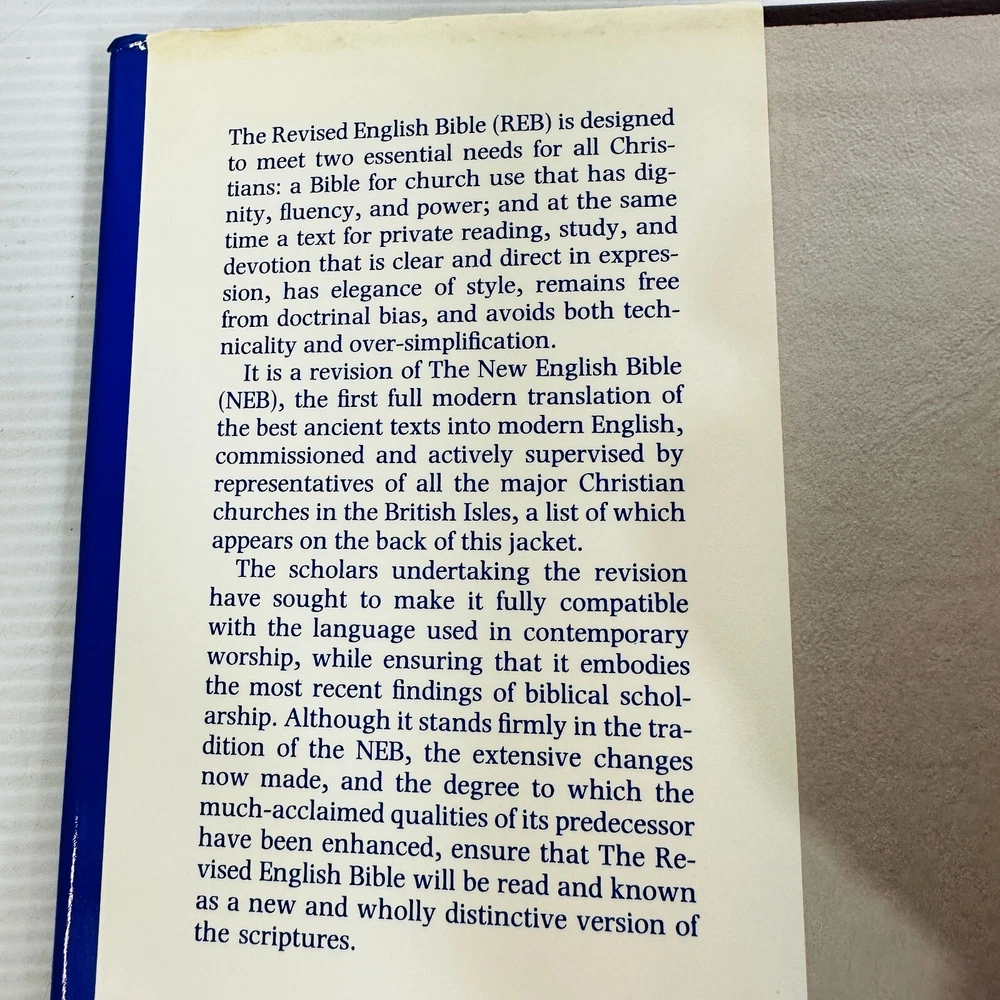 The Revised English Bible (REB) is designed
to meet two essential needs for all Chris-
tians: a Bible for church use that has dig-
nity, fluency, and power; and at the same
time a text for private reading, study, and
devotion that is clear and direct in expres-
sion, has elegance of style, remains free
from doctrinal bias, and avoids both tech-
nicality and over-simplification.
It is a revision of The New English Bible
(NEB), the first full modern translation of
the best ancient texts into modern English,
commissioned and actively supervised by
representatives of all the major Christian
churches in the British Isles, a list of which
appears on the back of this jacket.
The scholars undertaking the revision
have sought to make it fully compatible
with the language used in contemporary
worship, while ensuring that it embodies
the most recent findings of biblical schol-
arship. Although it stands firmly in the tra-
dition of the NEB, the extensive changes
now made, and the degree to which the
much-acclaimed qualities of its predecessor
have been enhanced, ensure that The Re-
vised English Bible will be read and known
as a new and wholly distinctive version of
the scriptures.